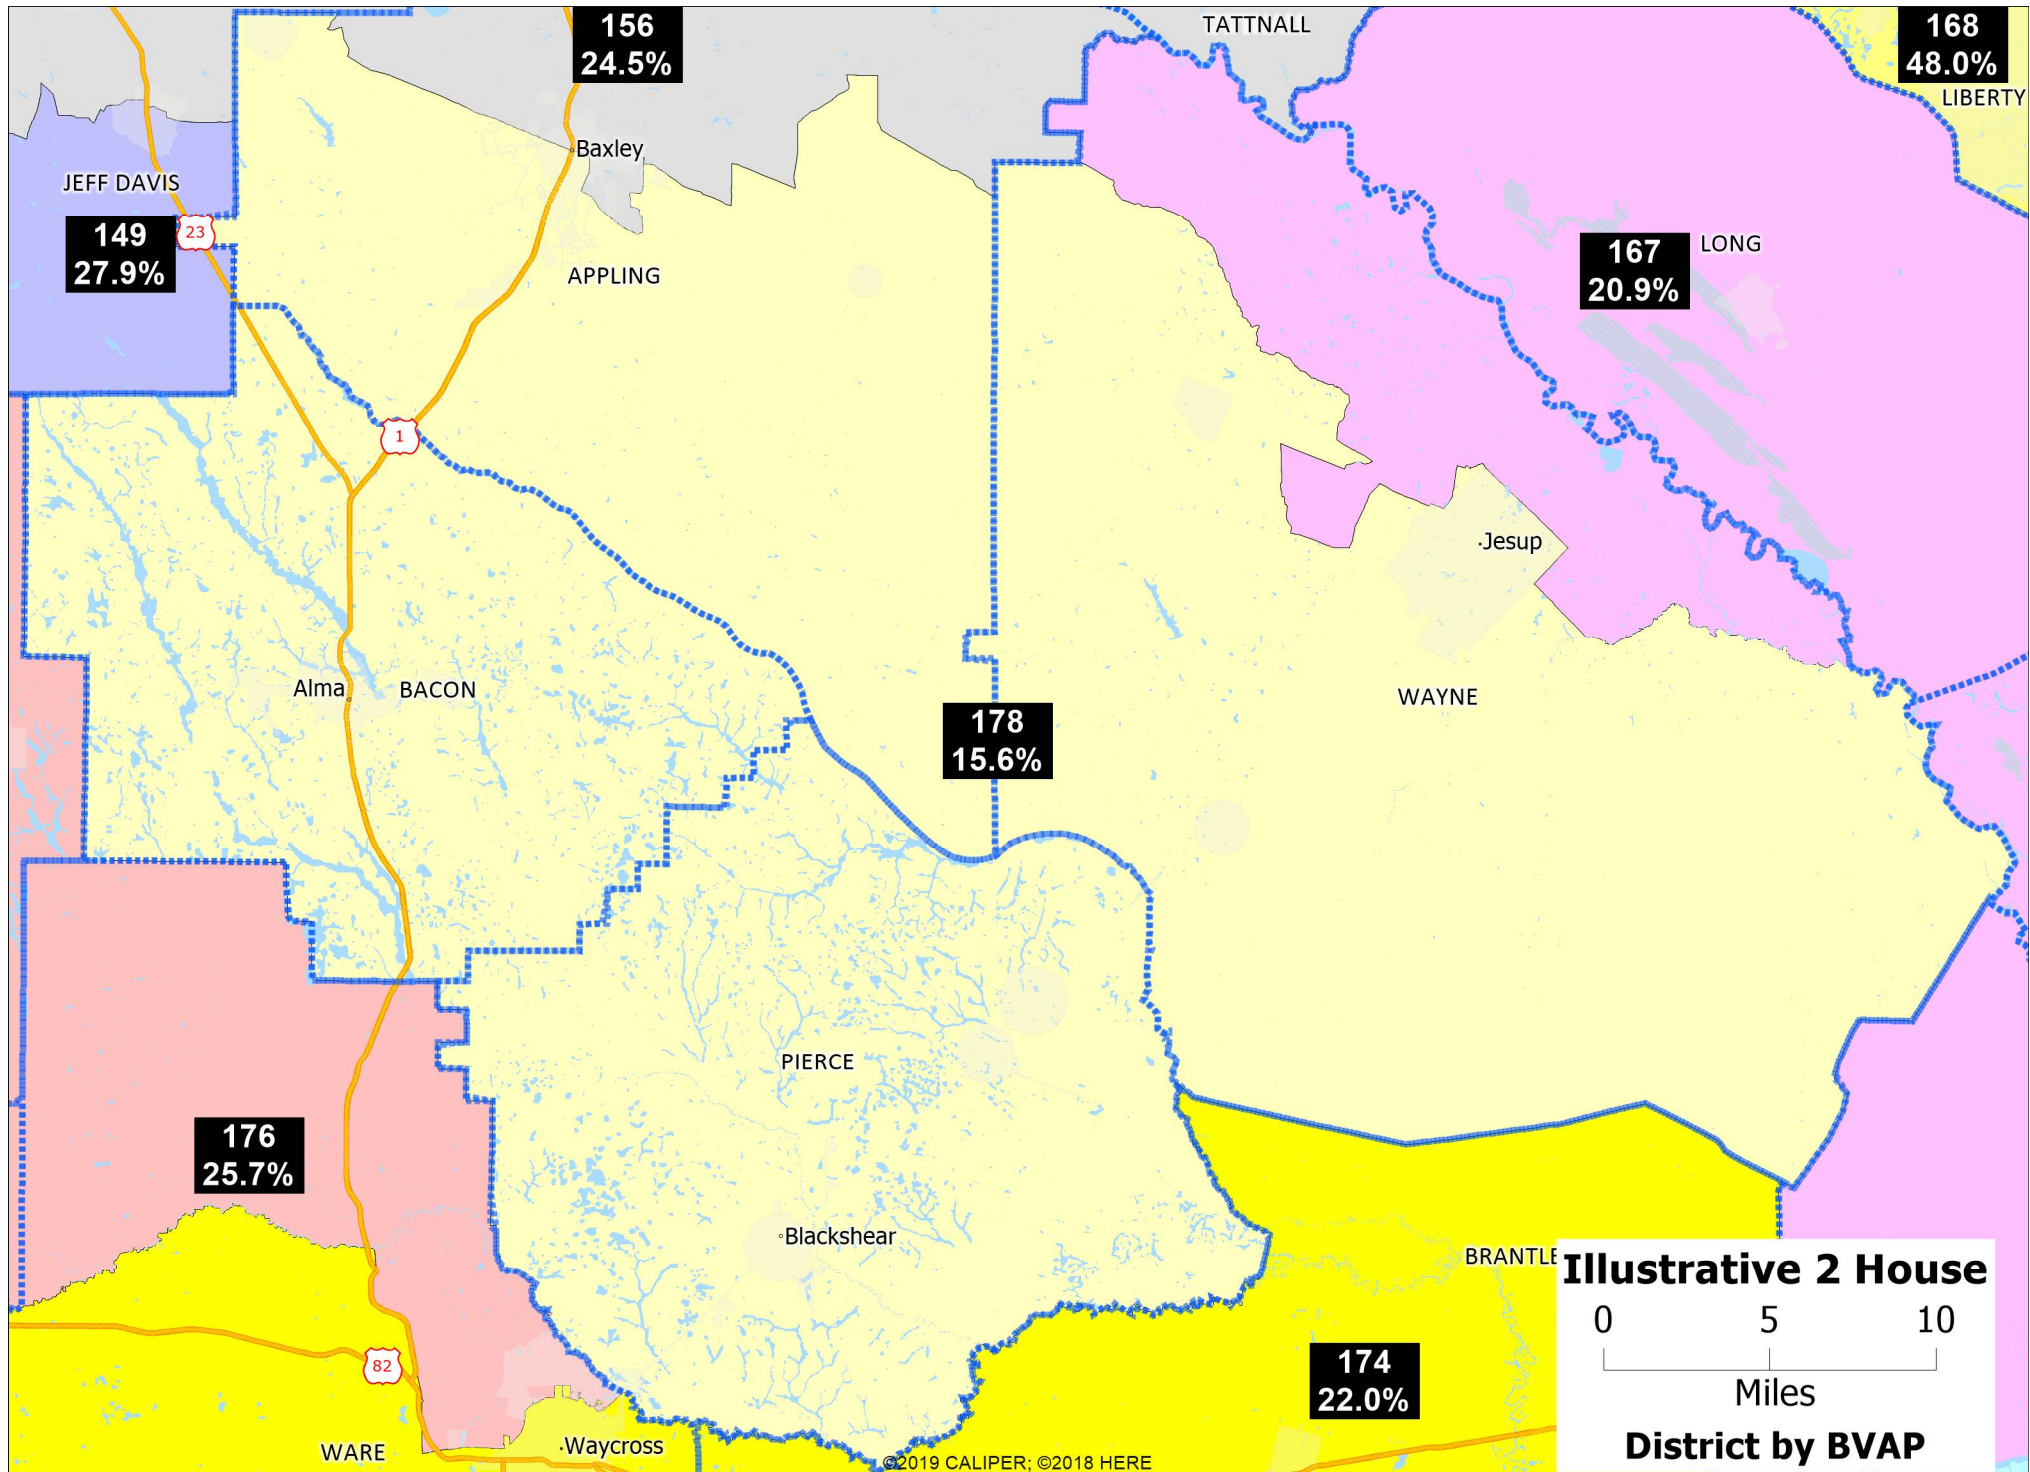 156
24.5%
TATTNALL
168
48.0%
LIBERTY
Baxley
JEFF DAVIS
149
27.9%
23
APPLING
167
20.9%
LONG
1
Jesup
Alma
BACON
WAYNE
178
15.6%
PIERCE
176
25.7%
Blackshear
BRANTLE
Illustrative 2 House
0 5 10
Miles
District by BVAP
82
174
22.0%
WARE
Waycross
©2019 CALIPER; ©2018 HERE